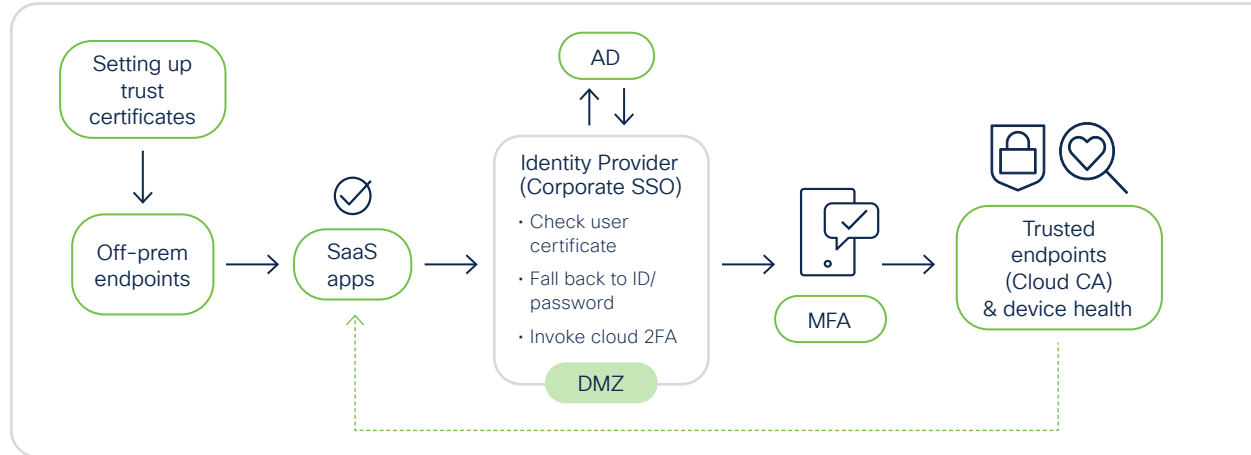 Setting up
trust
certificates
Off-prem
endpoints
SaaS
apps
AD
Identity Provider
(Corporate SSO)
· Check user
certificate
· Fall back to ID/
password
· Invoke cloud 2FA
DMZ
MFA
Trusted
endpoints
(Cloud CA)
& device health